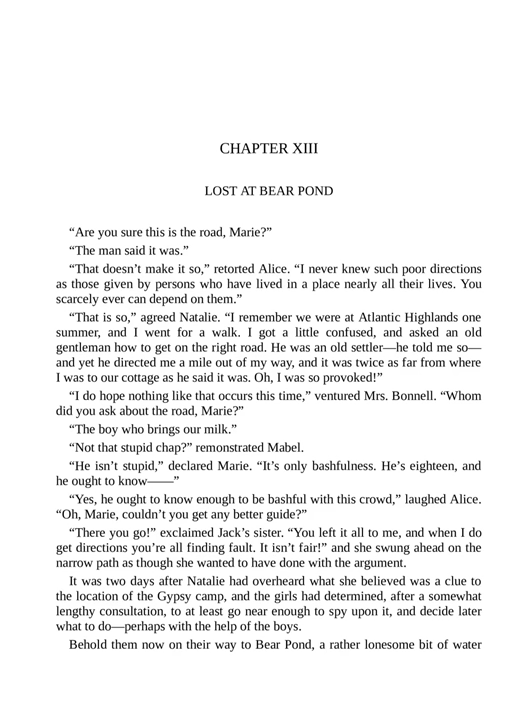 CHAPTER XIII
LOST AT BEAR POND
“Are you sure this is the road, Marie?”
“The man said it was.”
“That doesn’t make it so,” retorted Alice. “I never knew such poor directions
as those given by persons who have lived in a place nearly all their lives. You
scarcely ever can depend on them.”
“That is so,” agreed Natalie. “I remember we were at Atlantic Highlands one
summer, and I went for a walk. I got a little confused, and asked an old
gentleman how to get on the right road. He was an old settler—he told me so—
and yet he directed me a mile out of my way, and it was twice as far from where
I was to our cottage as he said it was. Oh, I was so provoked!”
“I do hope nothing like that occurs this time,” ventured Mrs. Bonnell. “Whom
did you ask about the road, Marie?”
“The boy who brings our milk.”
“Not that stupid chap?” remonstrated Mabel.
“He isn’t stupid,” declared Marie. “It’s only bashfulness. He’s eighteen, and
he ought to know——”
“Yes, he ought to know enough to be bashful with this crowd,” laughed Alice.
“Oh, Marie, couldn’t you get any better guide?”
“There you go!” exclaimed Jack’s sister. “You left it all to me, and when I do
get directions you’re all finding fault. It isn’t fair!” and she swung ahead on the
narrow path as though she wanted to have done with the argument.
It was two days after Natalie had overheard what she believed was a clue to
the location of the Gypsy camp, and the girls had determined, after a somewhat
lengthy consultation, to at least go near enough to spy upon it, and decide later
what to do—perhaps with the help of the boys.
Behold them now on their way to Bear Pond, a rather lonesome bit of water